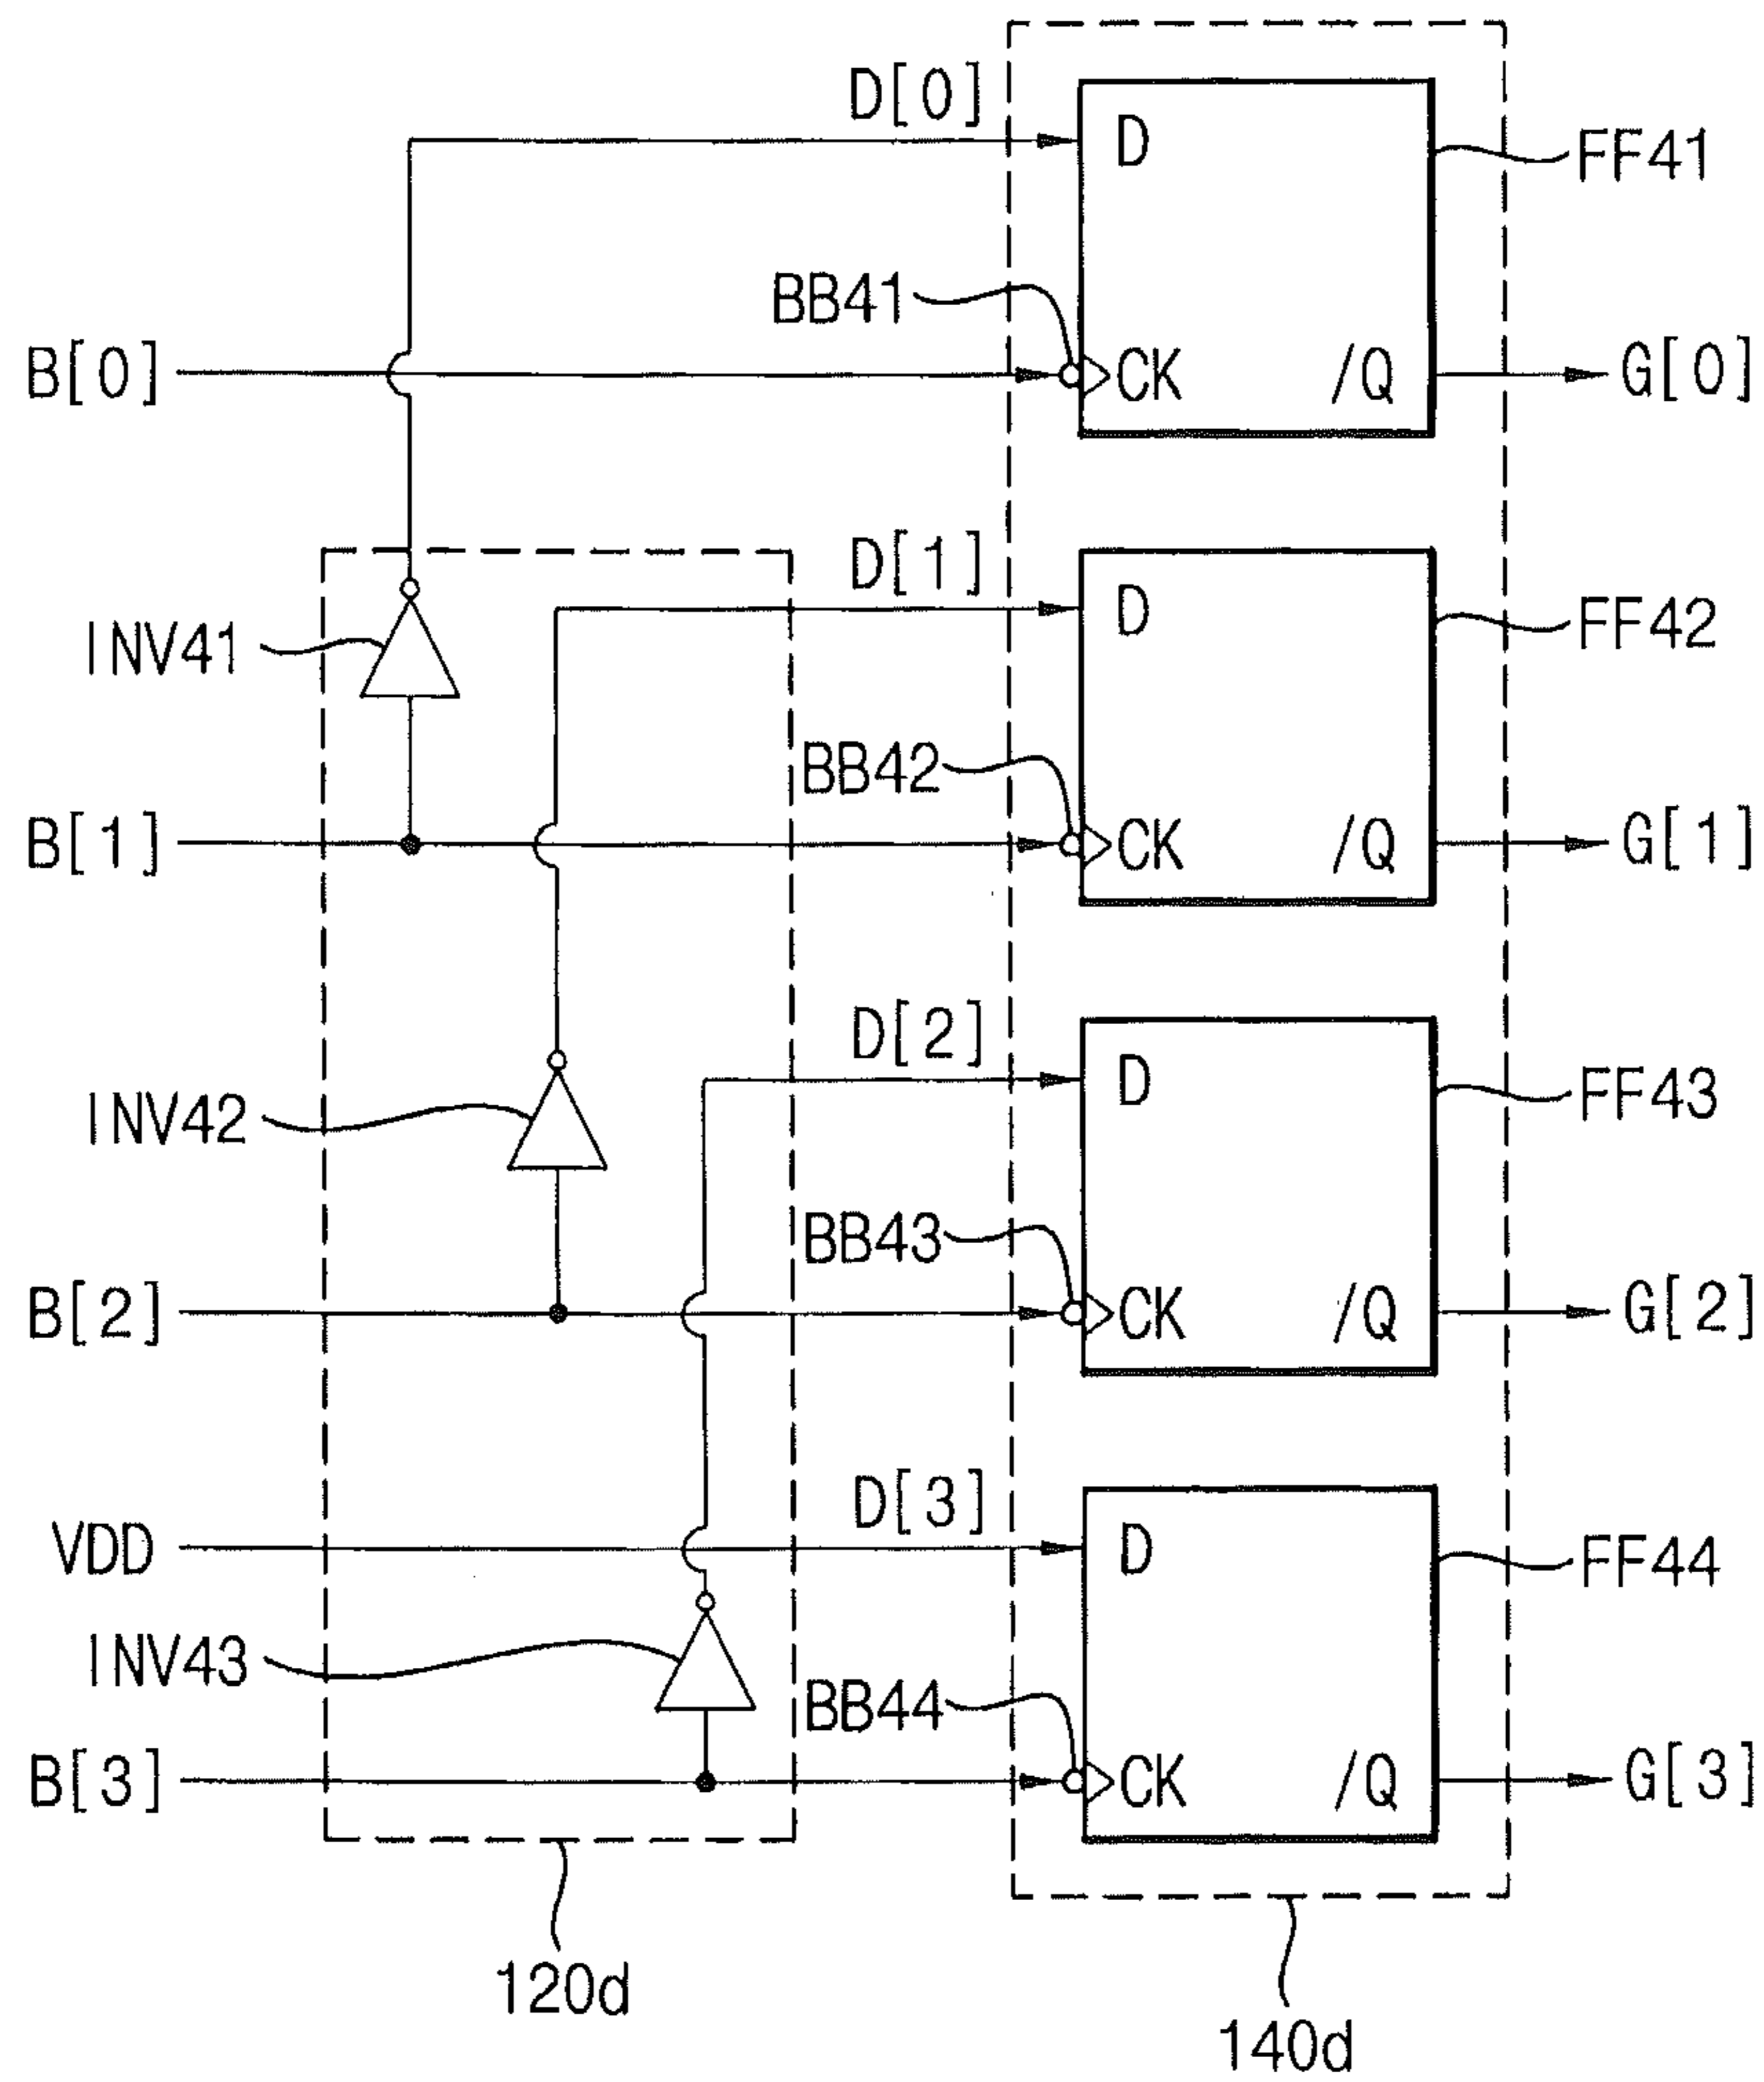 D[0]
D
FF41
BB41
B[0]
CK
/Q
G[0]
D[1]
D
FF42
INV41
BB42
B[1]
CK
/Q
G[1]
D[2]
D
FF43
INV42
BB43
B[2]
CK
/Q
G[2]
D[3]
VDD
D
FF44
INV43
BB44
B[3]
CK
/Q
G[3]
120d
140d